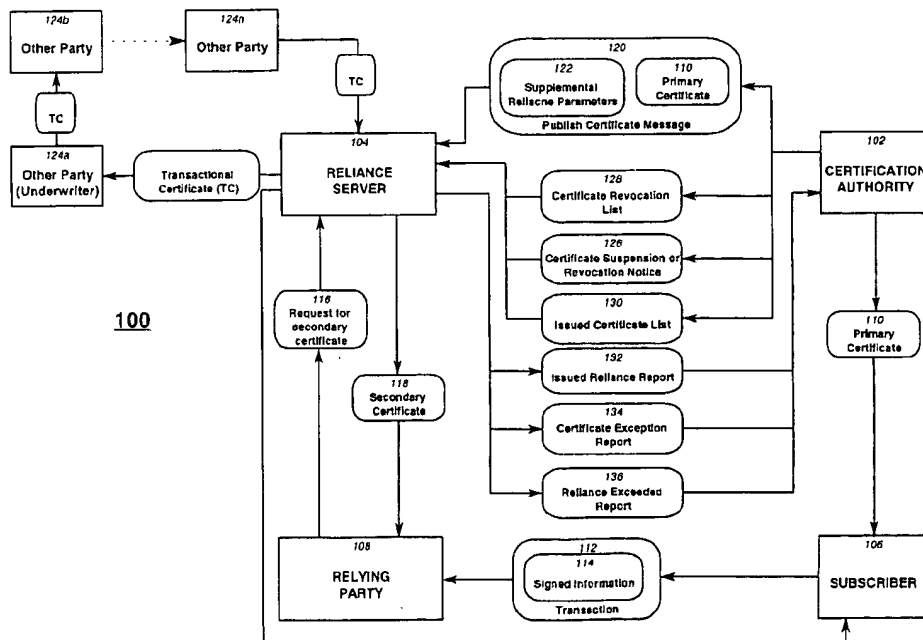 124b
Other Party
124n
Other Party
TC
TC
124a
Other Party
(Underwriter)
Transactional
Certificate (TC)
104
RELIANCE
SERVER
120
122
Supplemental
Reliacne Parameters
110
Primary
Certificate
Publish Certificate Message
102
CERTIFICATION
AUTHORITY
128
Certificate Revocation
List
126
Certificate Suspension or
Revocation Notice
130
Issued Certificate List
132
Issued Reliance Report
134
Certificate Exception
Report
136
Reliance Exceeded
Report
116
Request for
secondary
certificate
100
118
Secondary
Certificate
110
Primary
Certificate
108
RELYING
PARTY
112
114
Signed Information
Transaction
106
SUBSCRIBER